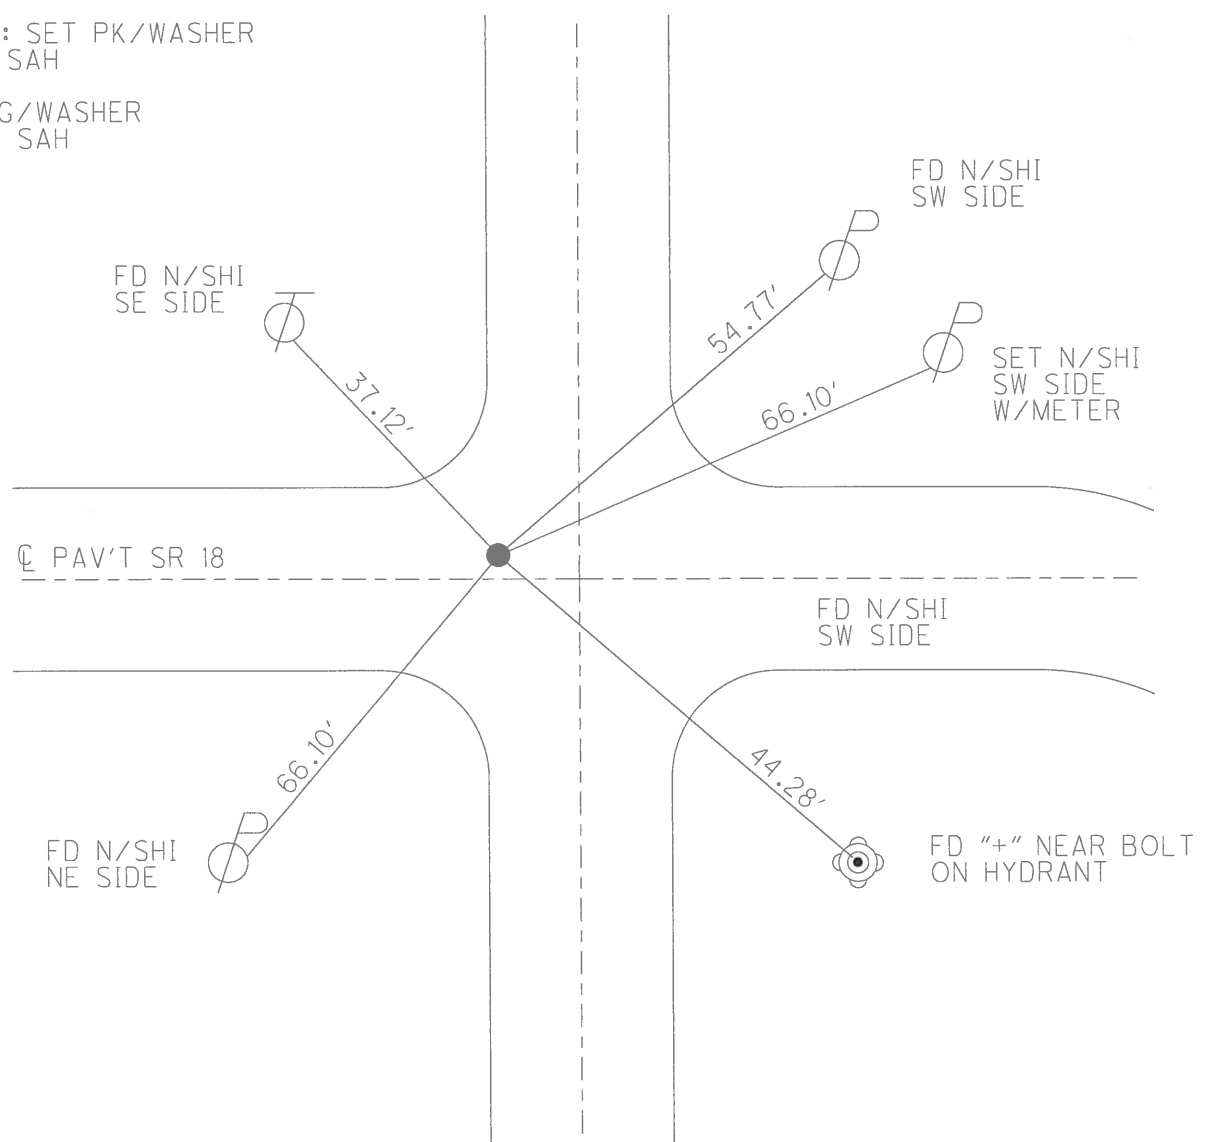 : SET PK/WASHER
SAH
G/WASHER
SAH
FD N/SHI
SW SIDE
FD N/SHI
SE SIDE
54.77'
37.12'
SET N/SHI
SW SIDE
W/METER
66.10'
℄ PAV'T SR 18
FD N/SHI
SW SIDE
66.10'
44.28'
FD N/SHI
NE SIDE
FD "+" NEAR BOLT
ON HYDRANT